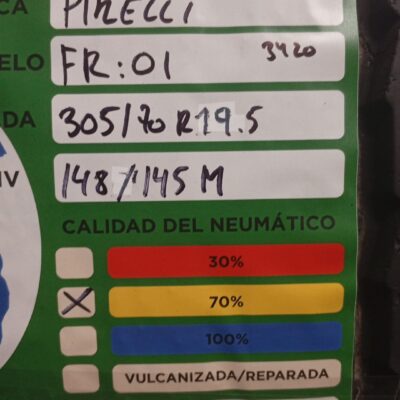 CA PIRELLI
ELO FR:01 3420
DA 305/70 R19.5
IV 148/145 M
CALIDAD DEL NEUMÁTICO
30%
X 70%
100%
VULCANIZADA/REPARADA